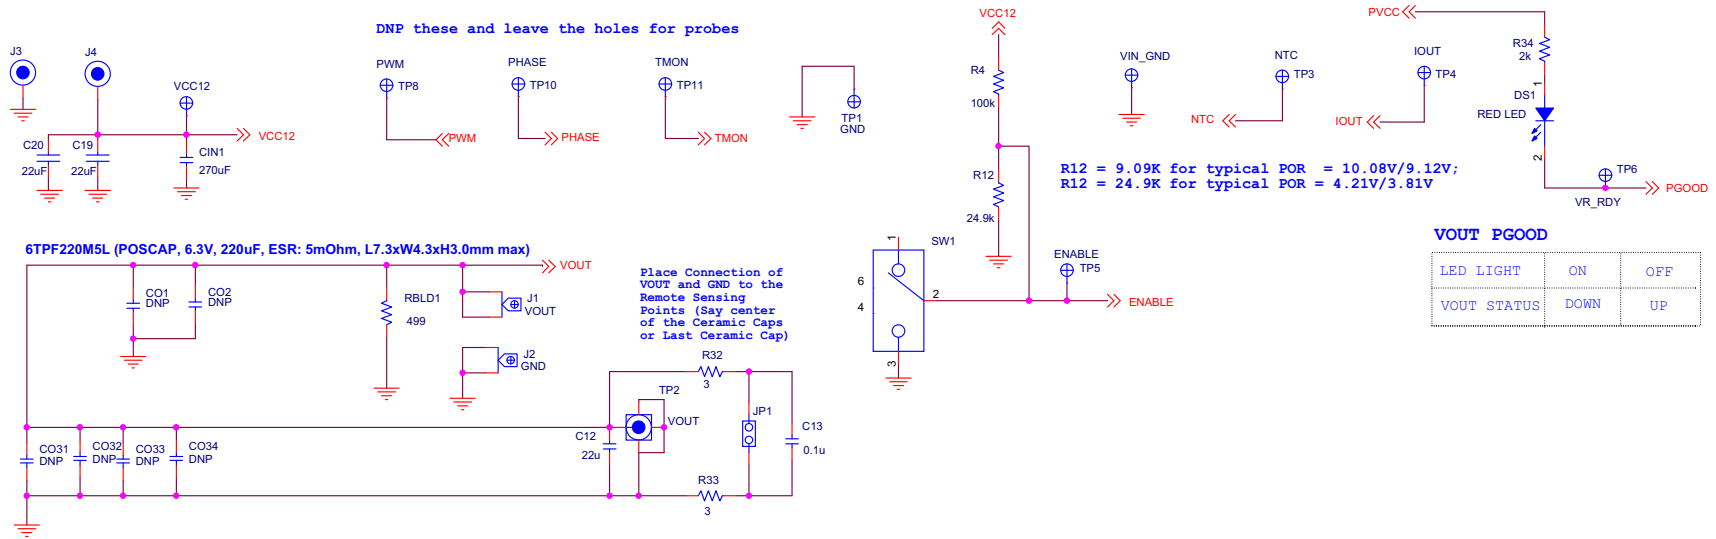 DNP these and leave the holes for probes
J3
J4
VCC12
VCC12
C20
22uF
C19
22uF
CIN1
270uF
PWM
TP8
PWM
PHASE
TP10
PHASE
TMON
TP11
TMON
TP1
GND
VCC12
R4
100k
R12
24.9k
VIN_GND
NTC
TP3
NTC
IOUT
TP4
IOUT
PVCC
R34
2k
1
DS1
RED LED
2
TP6
VR_RDY
PGOOD
R12 = 9.09K for typical POR = 10.08V/9.12V;
R12 = 24.9K for typical POR = 4.21V/3.81V
6TPF220M5L (POSCAP, 6.3V, 220uF, ESR: 5mOhm, L7.3xW4.3xH3.0mm max)
VOUT
CO1
DNP
CO2
DNP
RBLD1
499
J1
VOUT
J2
GND
Place Connection of
VOUT and GND to the
Remote Sensing
Points (Say center
of the Ceramic Caps
or Last Ceramic Cap)
1
SW1
6
4
2
3
ENABLE
TP5
ENABLE
VOUT PGOOD
LED LIGHT ON OFF
VOUT STATUS DOWN UP
CO31
DNP
CO32
DNP
CO33
DNP
CO34
DNP
C12
22u
TP2
VOUT
R32
3
JP1
C13
0.1u
R33
3